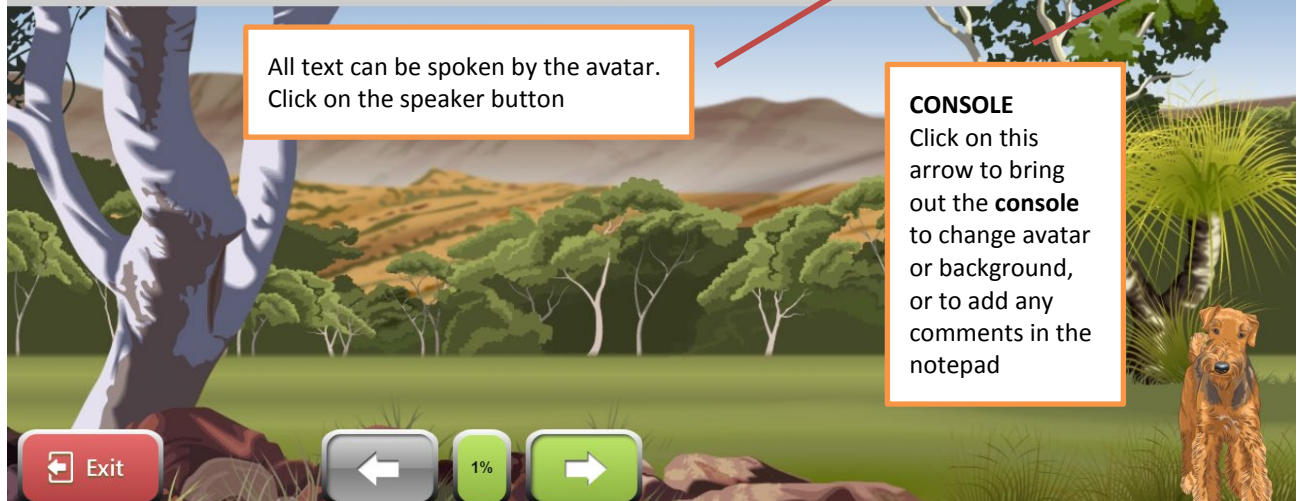 All text can be spoken by the avatar.
Click on the speaker button
CONSOLE
Click on this
arrow to bring
out the console
to change avatar
or background,
or to add any
comments in the
notepad
Exit
1%